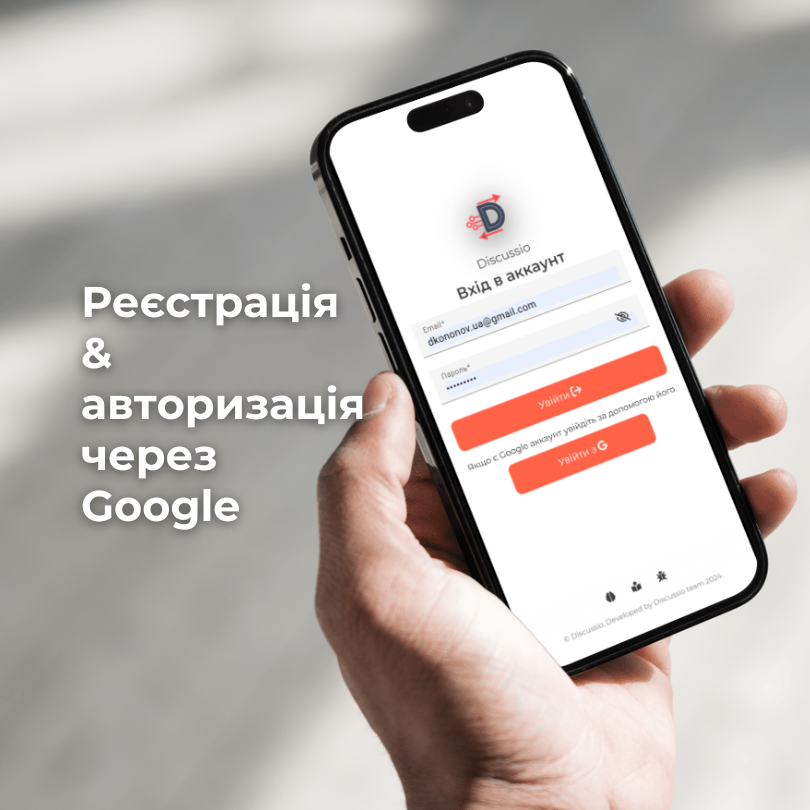 Реєстрація
&
авторизація
через
Google
D
Discussio
Вхід в аккаунт
Email*
dkononov.ua@gmail.com
Пароль*
•••••••••
Увійти
Якщо є Google аккаунт увійдіть за допомогою його
Увійти з G
© Discussio. Developed by Discussio team 2024.